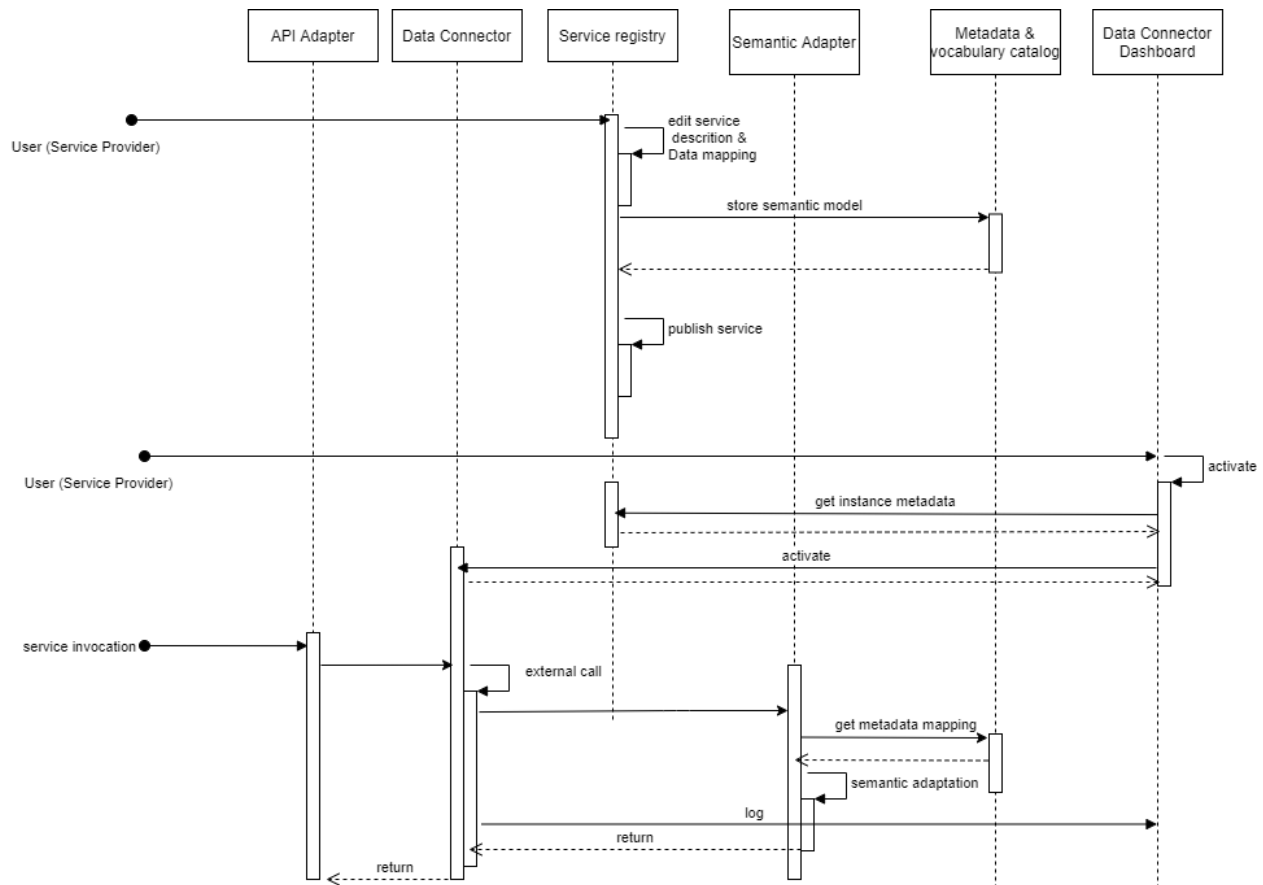 API Adapter
Data Connector
Service registry
Semantic Adapter
Metadata &
vocabulary catalog
Data Connector
Dashboard
User (Service Provider)
edit service
descrition &
Data mapping
store semantic model
publish service
User (Service Provider)
activate
get instance metadata
activate
service invocation
external call
get metadata mapping
semantic adaptation
log
return
return